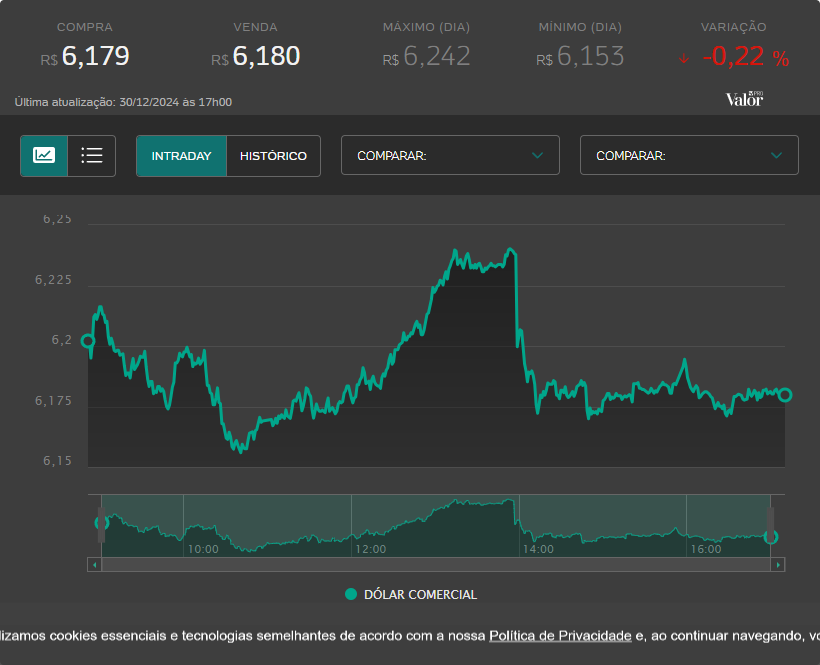 COMPRA VENDA MÁXIMO (DIA) MÍNIMO (DIA) VARIAÇÃO
R$ 6,179 R$ 6,180 R$ 6,242 R$ 6,153 -0,22 %
Última atualização: 30/12/2024 às 17h00 Valor PRO
INTRADAY HISTÓRICO COMPARAR: COMPARAR:
6,25
6,225
6,2
6,175
6,15
10:00 12:00 14:00 16:00
DÓLAR COMERCIAL
lizamos cookies essenciais e tecnologias semelhantes de acordo com a nossa Política de Privacidade e, ao continuar navegando, vo